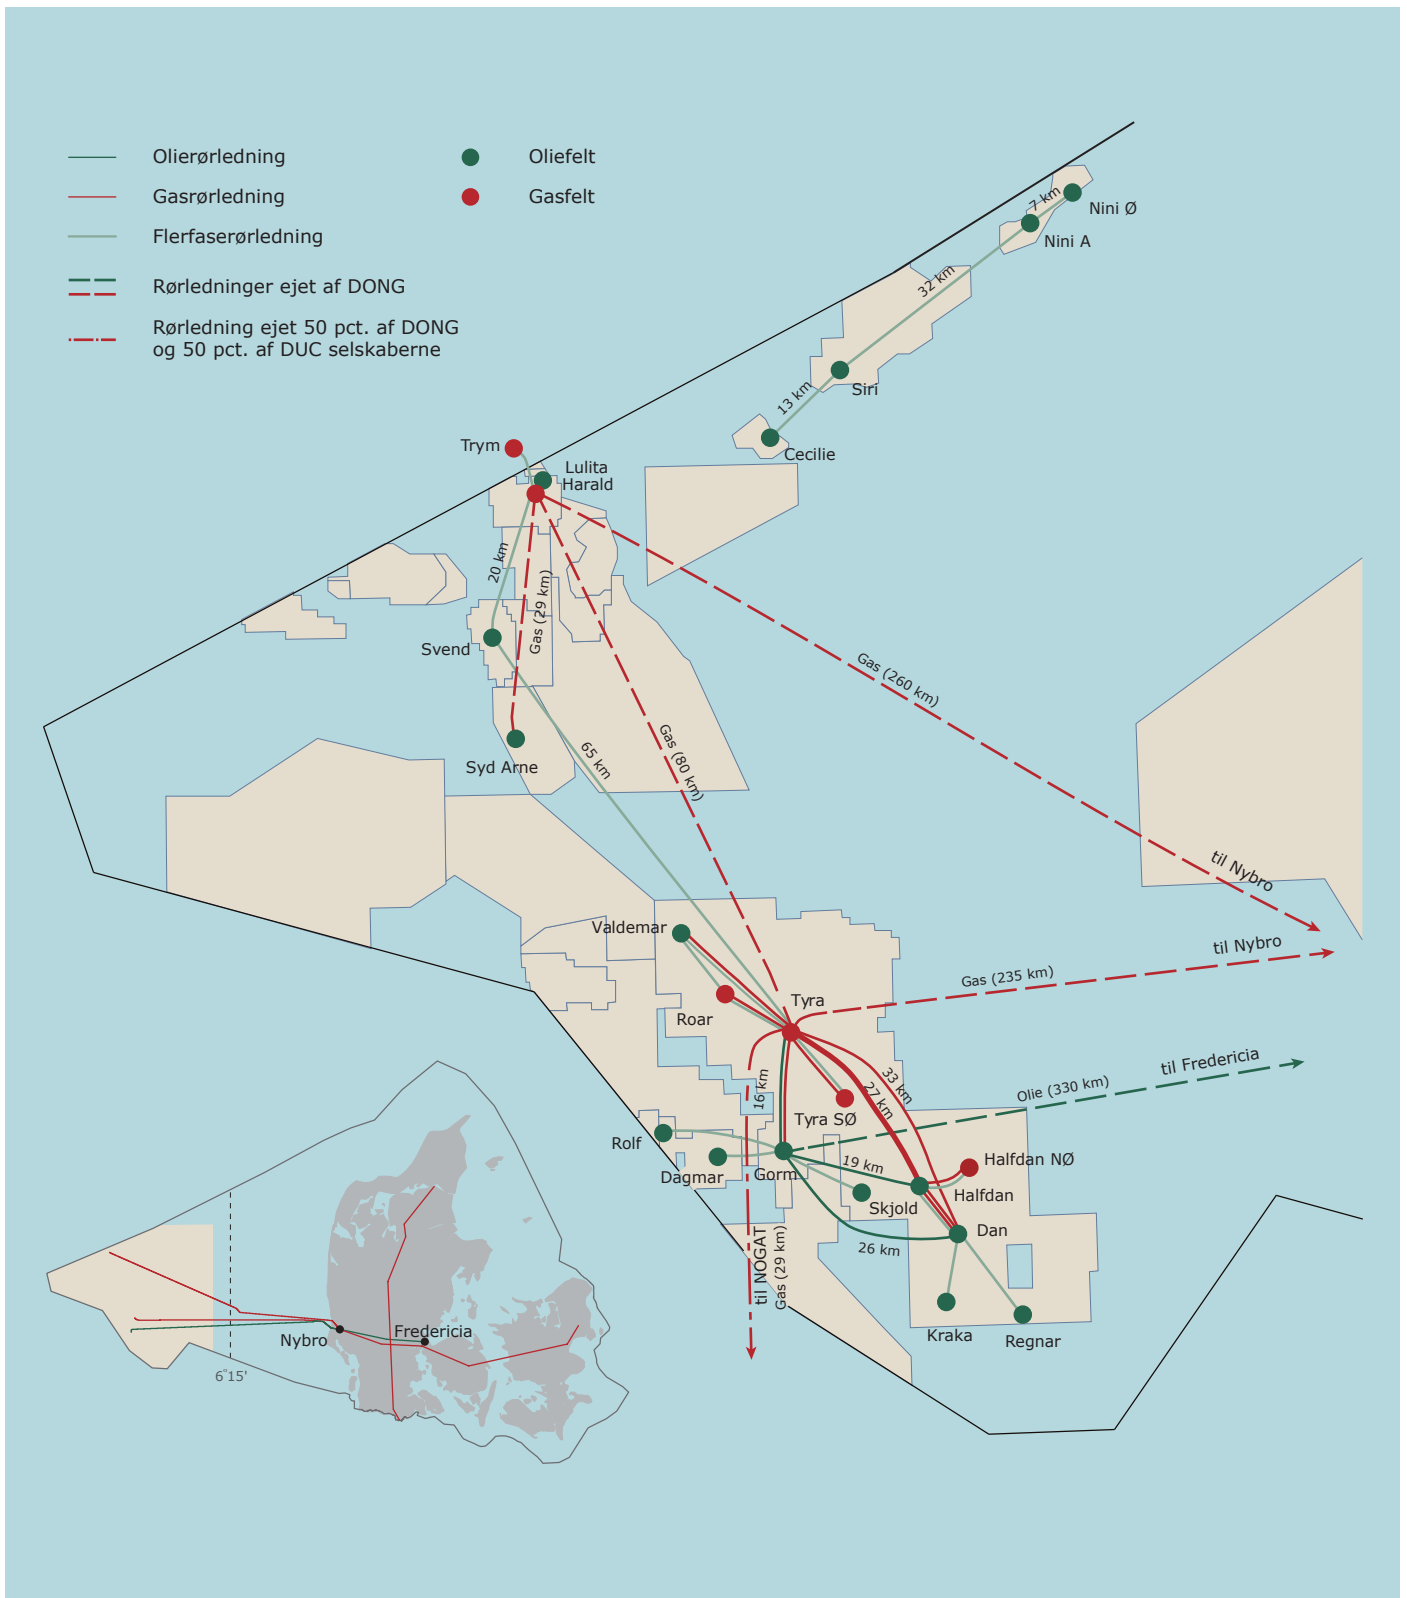 Olierørledning
Gasrørledning
Flerfaserørledning
Rørledninger ejet af DONG
Rørledning ejet 50 pct. af DONG
og 50 pct. af DUC selskaberne
Oliefelt
Gasfelt
7 km
Nini Ø
Nini A
32 km
Siri
13 km
Cecilie
Trym
Lulita
Harald
20 km
Gas (29 km)
Svend
Syd Arne
65 km
Gas (80 km)
Gas (260 km)
til Nybro
Valdemar
til Nybro
Gas (235 km)
Tyra
Roar
til Fredericia
Olie (330 km)
16 km
33 km
27 km
Tyra SØ
Rolf
Dagmar
Gorm
19 km
Halfdan NØ
Halfdan
Skjold
Dan
26 km
til NOGAT
Gas (29 km)
Kraka
Regnar
Nybro
Fredericia
6°15'